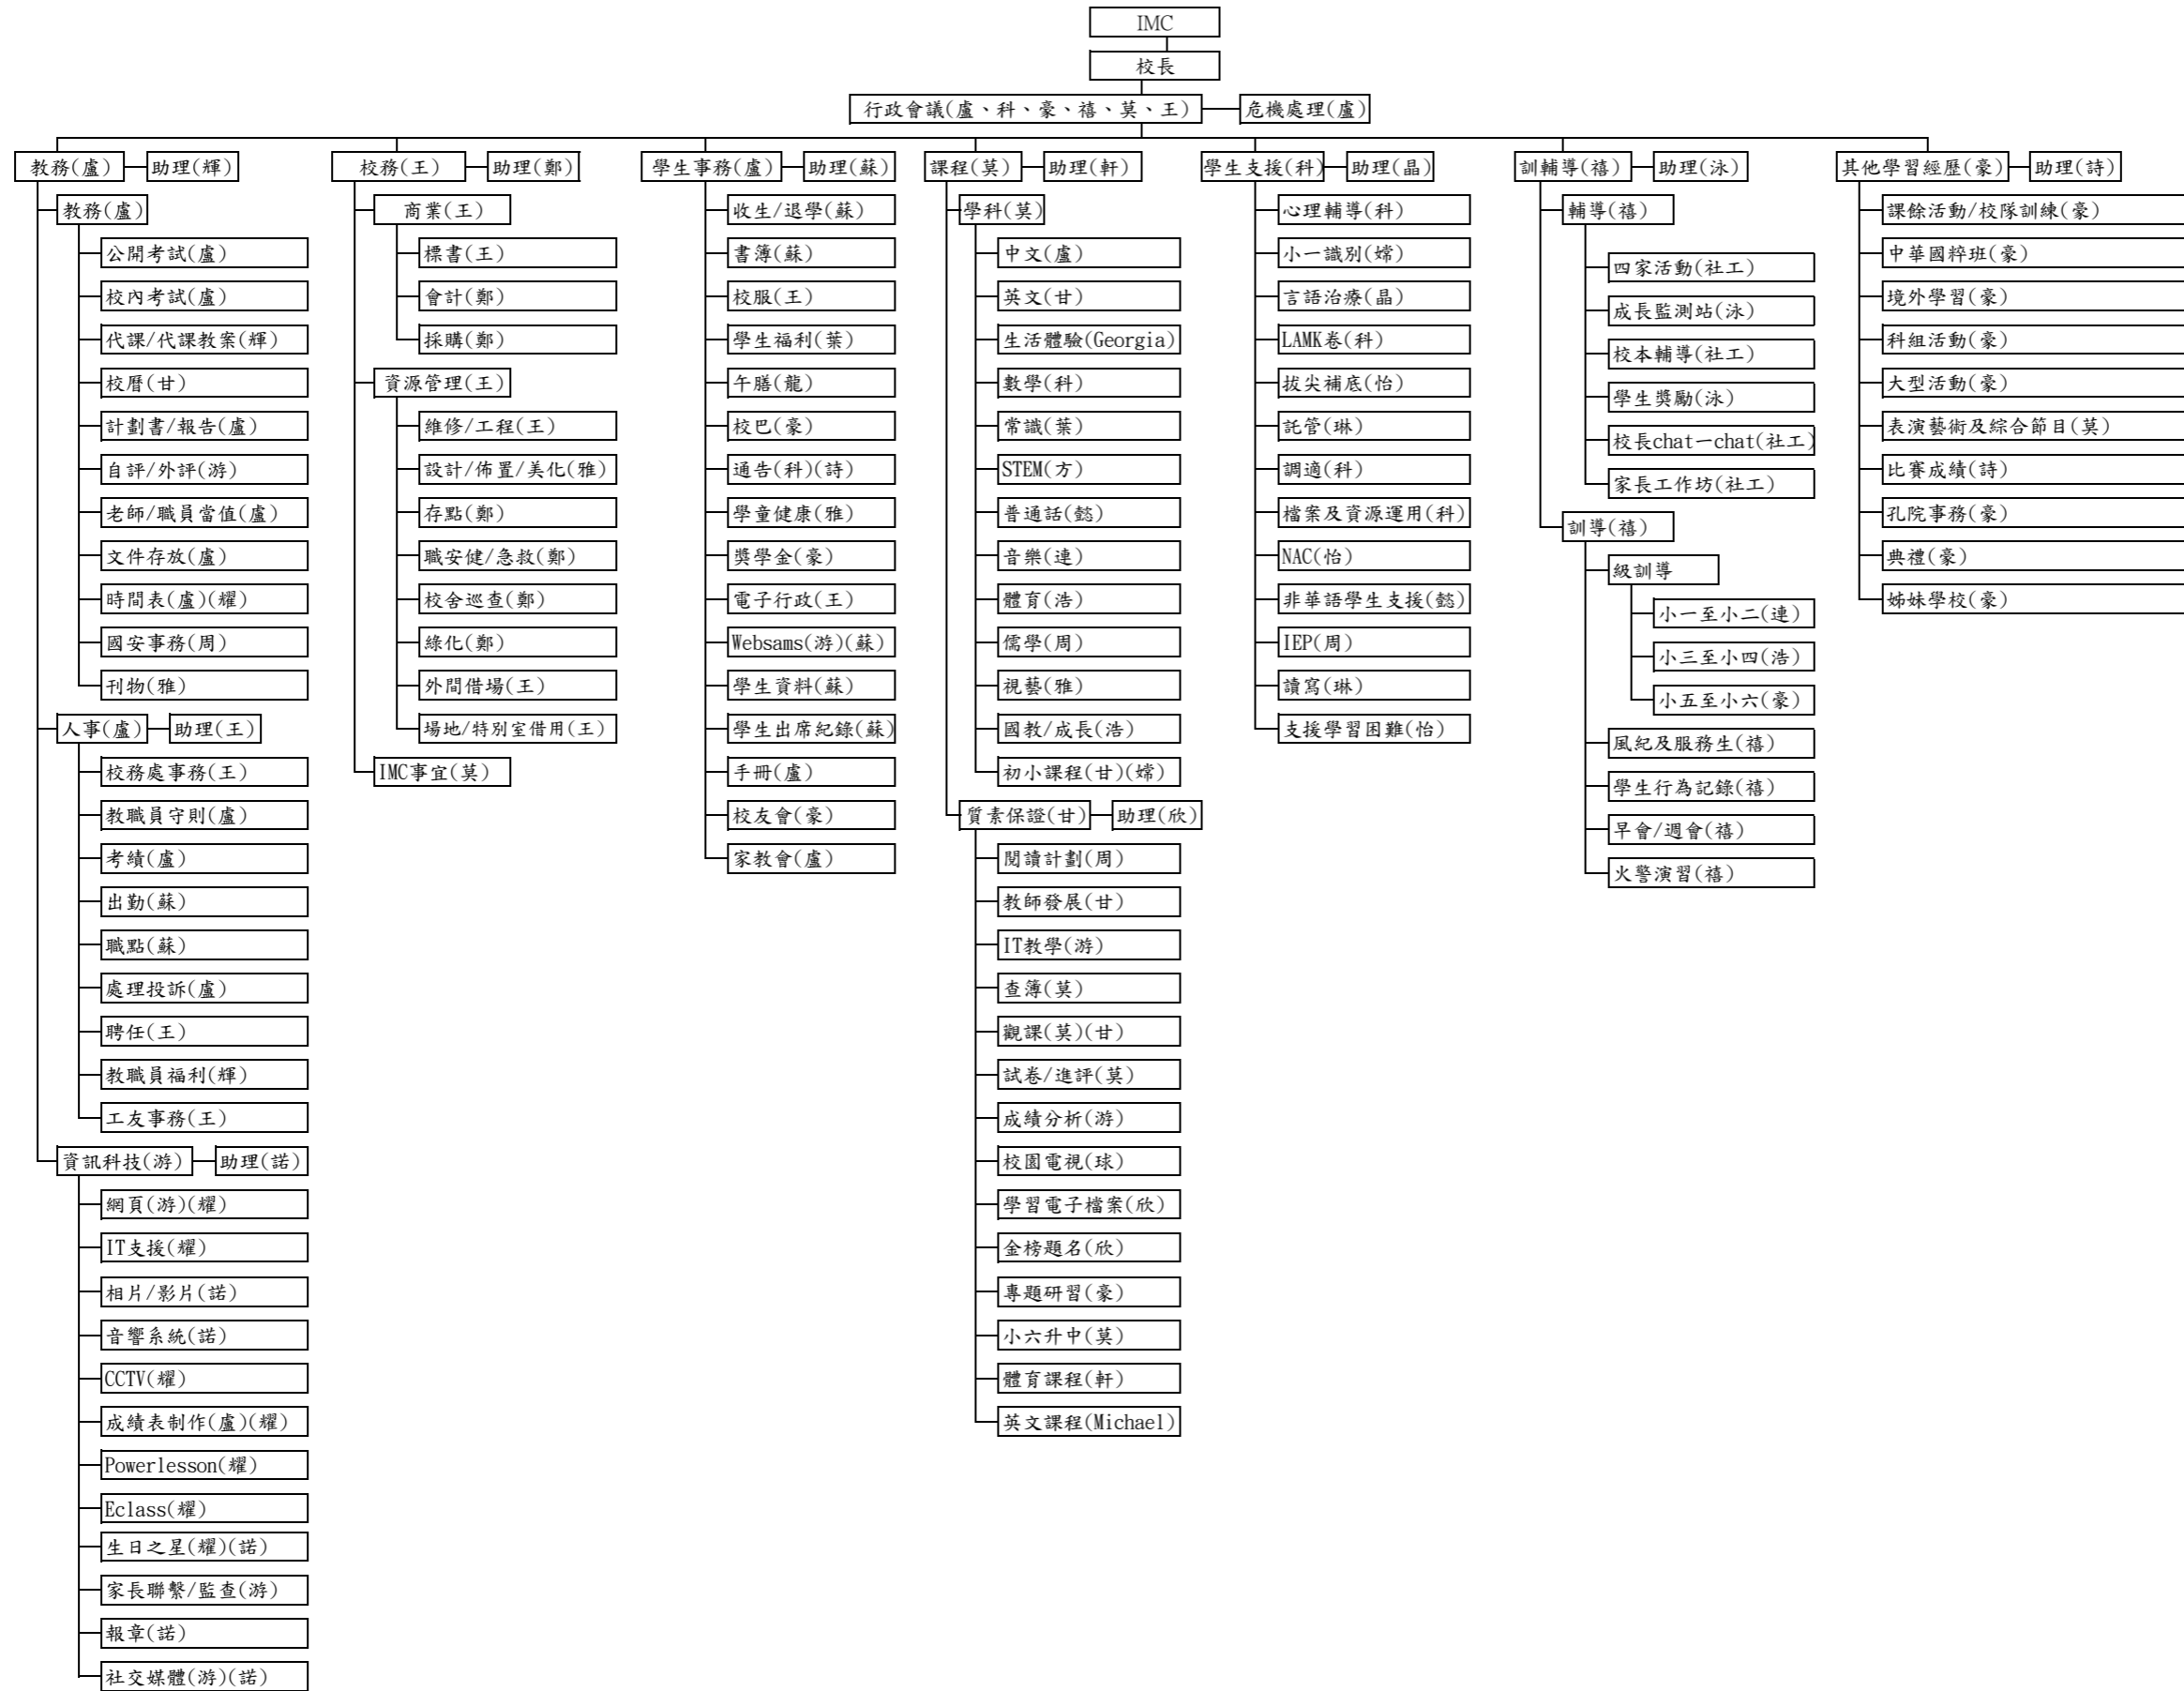 IMC
校長
行政會議(盧、科、豪、禧、莫、王)
危機處理(盧)
教務(盧)
助理(輝)
教務(盧)
公開考試(盧)
校內考試(盧)
代課/代課教案(輝)
校曆(甘)
計劃書/報告(盧)
自評/外評(游)
老師/職員當值(盧)
文件存放(盧)
時間表(盧)(耀)
國安事務(周)
刊物(雅)
人事(盧)
助理(王)
校務處事務(王)
教職員守則(盧)
考績(盧)
出勤(蘇)
職點(蘇)
處理投訴(盧)
聘任(王)
教職員福利(輝)
工友事務(王)
資訊科技(游)
助理(諾)
網頁(游)(耀)
IT支援(耀)
相片/影片(諾)
音響系統(諾)
CCTV(耀)
成績表制作(盧)(耀)
Powerlesson(耀)
Eclass(耀)
生日之星(耀)(諾)
家長聯繫/監查(游)
報章(諾)
社交媒體(游)(諾)
校務(王)
助理(鄭)
商業(王)
標書(王)
會計(鄭)
採購(鄭)
資源管理(王)
維修/工程(王)
設計/佈置/美化(雅)
存點(鄭)
職安健/急救(鄭)
校舍巡查(鄭)
綠化(鄭)
外間借場(王)
場地/特別室借用(王)
IMC事宜(莫)
學生事務(盧)
助理(蘇)
收生/退學(蘇)
書簿(蘇)
校服(王)
學生福利(葉)
午膳(龍)
校巴(豪)
通告(科)(詩)
學童健康(雅)
獎學金(豪)
電子行政(王)
Websams(游)(蘇)
學生資料(蘇)
學生出席紀錄(蘇)
手冊(盧)
校友會(豪)
家教會(盧)
課程(莫)
助理(軒)
學科(莫)
中文(盧)
英文(甘)
生活體驗(Georgia)
數學(科)
常識(葉)
STEM(方)
普通話(懿)
音樂(連)
體育(浩)
儒學(周)
視藝(雅)
國教/成長(浩)
初小課程(甘)(嫦)
質素保證(甘)
助理(欣)
閱讀計劃(周)
教師發展(甘)
IT教學(游)
查簿(莫)
觀課(莫)(甘)
試卷/進評(莫)
成績分析(游)
校園電視(球)
學習電子檔案(欣)
金榜題名(欣)
專題研習(豪)
小六升中(莫)
體育課程(軒)
英文課程(Michael)
學生支援(科)
助理(晶)
心理輔導(科)
小一識別(嫦)
言語治療(晶)
LAMK卷(科)
拔尖補底(怡)
託管(琳)
調適(科)
檔案及資源運用(科)
NAC(怡)
非華語學生支援(懿)
IEP(周)
讀寫(琳)
支援學習困難(怡)
訓輔導(禧)
助理(泳)
輔導(禧)
四家活動(社工)
成長監測站(泳)
校本輔導(社工)
學生獎勵(泳)
校長chat一chat(社工)
家長工作坊(社工)
訓導(禧)
級訓導
小一至小二(連)
小三至小四(浩)
小五至小六(豪)
風紀及服務生(禧)
學生行為記錄(禧)
早會/週會(禧)
火警演習(禧)
其他學習經歷(豪)
助理(詩)
課餘活動/校隊訓練(豪)
中華國粹班(豪)
境外學習(豪)
科組活動(豪)
大型活動(豪)
表演藝術及綜合節目(莫)
比賽成績(詩)
孔院事務(豪)
典禮(豪)
姊妹學校(豪)